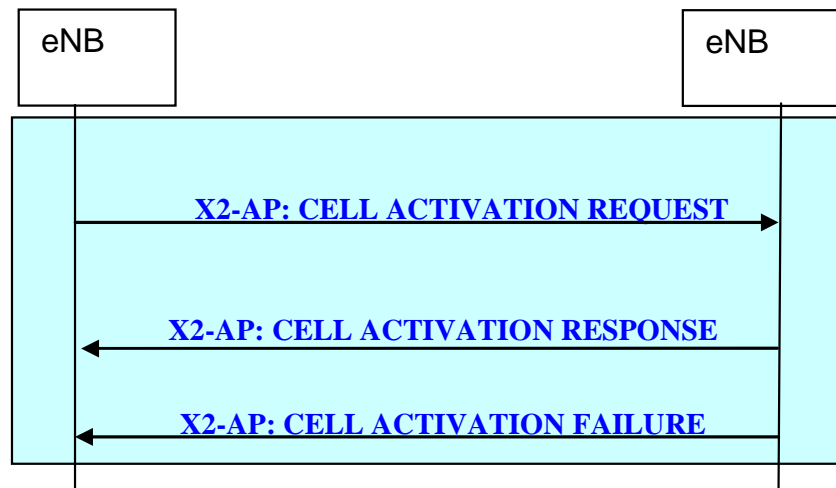 eNB
eNB
X2-AP: CELL ACTIVATION REQUEST
X2-AP: CELL ACTIVATION RESPONSE
X2-AP: CELL ACTIVATION FAILURE